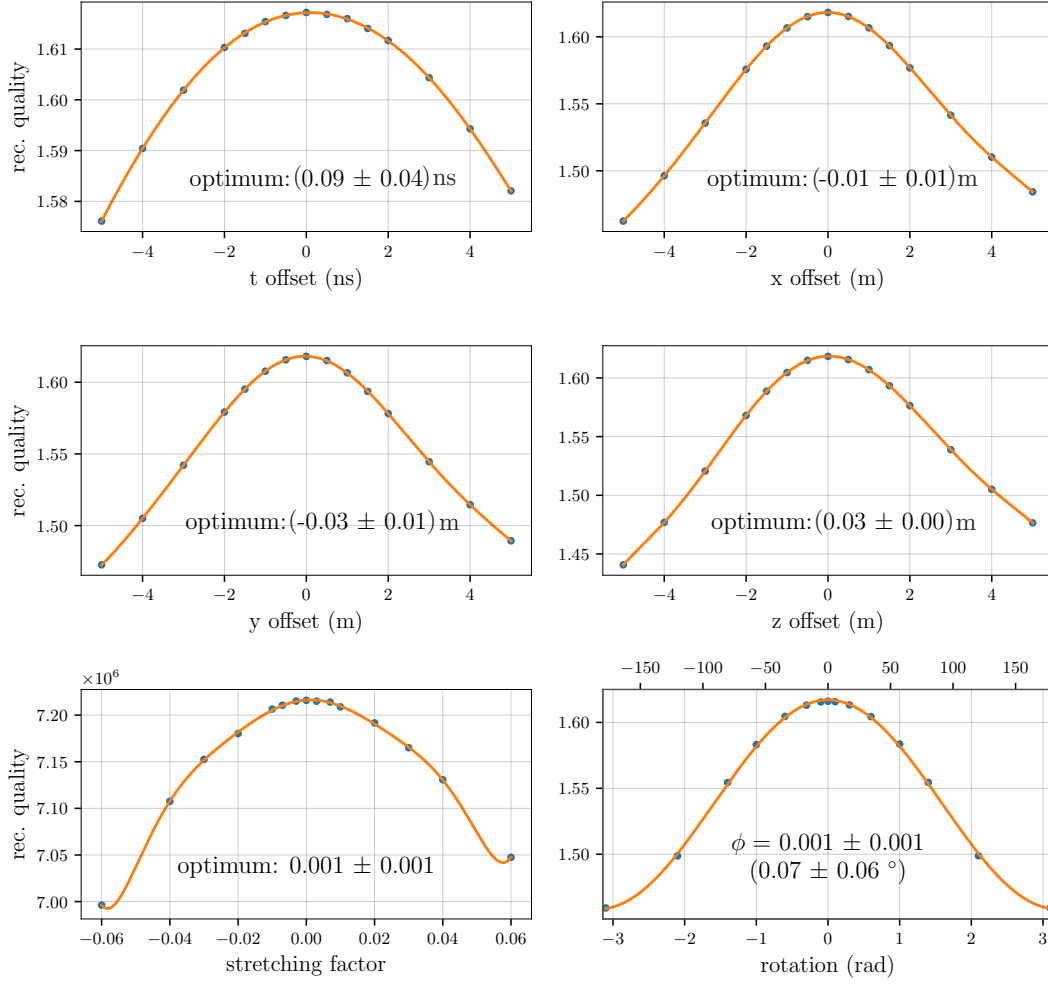 rec. quality
1.61
1.60
1.59
1.58
optimum: (0.09 ± 0.04) ns
−4 −2 0 2 4
t offset (ns)
1.60
1.55
1.50
optimum: (-0.01 ± 0.01) m
−4 −2 0 2 4
x offset (m)
rec. quality
1.60
1.55
1.50
optimum: (-0.03 ± 0.01) m
−4 −2 0 2 4
y offset (m)
1.60
1.55
1.50
1.45
optimum: (0.03 ± 0.00) m
−4 −2 0 2 4
z offset (m)
×10⁶
rec. quality
7.20
7.15
7.10
7.05
7.00
optimum: 0.001 ± 0.001
−0.06 −0.04 −0.02 0.00 0.02 0.04 0.06
stretching factor
−150 −100 −50 0 50 100 150
1.60
1.55
1.50
ϕ = 0.001 ± 0.001
(0.07 ± 0.06 °)
−3 −2 −1 0 1 2 3
rotation (rad)